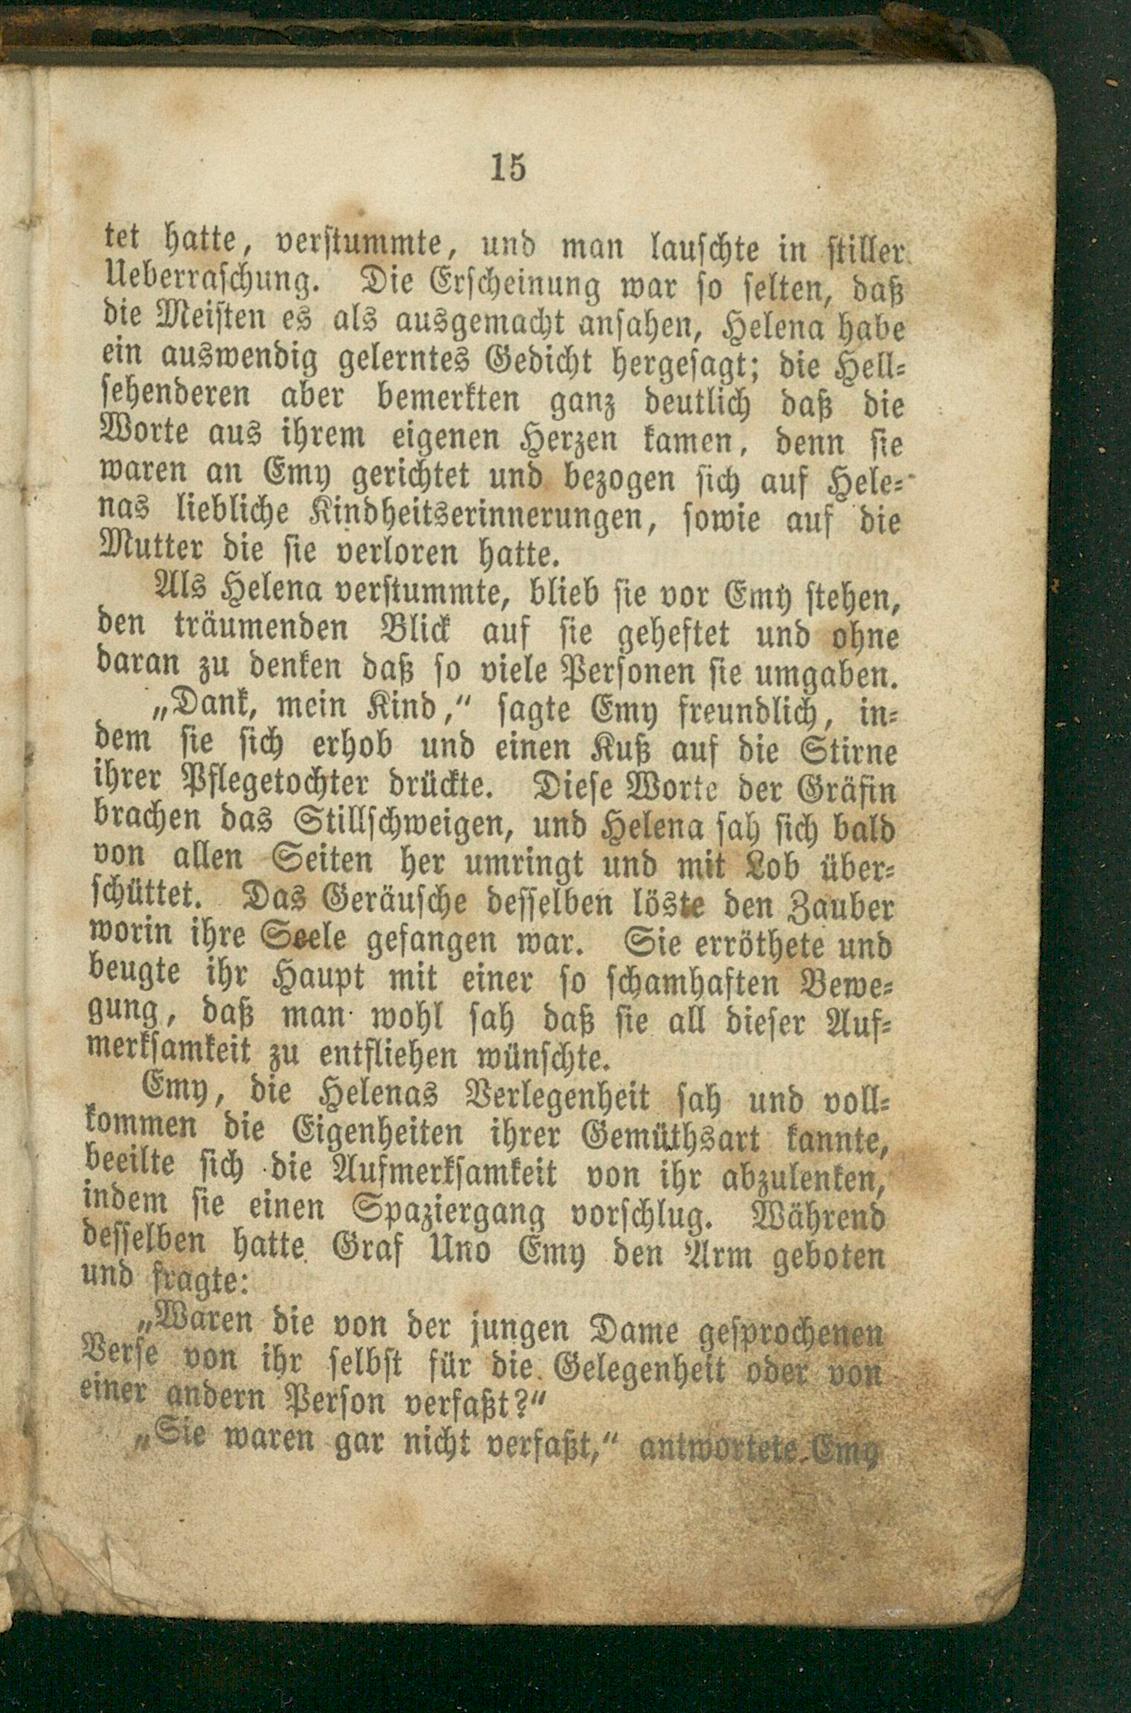 15
tet hatte, verstummte, und man lauschte in stiller
Ueberraschung. Die Erscheinung war so selten, daß
die Meisten es als ausgemacht ansahen, Helena habe
ein auswendig gelerntes Gedicht hergesagt; die Hell-
sehenderen aber bemerkten ganz deutlich daß die
Worte aus ihrem eigenen Herzen kamen, denn sie
waren an Emy gerichtet und bezogen sich auf Hele-
nas liebliche Kindheitserinnerungen, sowie auf die
Mutter die sie verloren hatte.
Als Helena verstummte, blieb sie vor Emy stehen,
den träumenden Blick auf sie geheftet und ohne
daran zu denken daß so viele Personen sie umgaben.
„Dank, mein Kind,“ sagte Emy freundlich, in-
dem sie sich erhob und einen Kuß auf die Stirne
ihrer Pflegetochter drückte. Diese Worte der Gräfin
brachen das Stillschweigen, und Helena sah sich bald
von allen Seiten her umringt und mit Lob über-
schüttet. Das Geräusche desselben löste den Zauber
worin ihre Seele gefangen war. Sie erröthete und
beugte ihr Haupt mit einer so schamhaften Bewe-
gung, daß man wohl sah daß sie all dieser Auf-
merksamkeit zu entfliehen wünschte.
Emy, die Helenas Verlegenheit sah und voll-
kommen die Eigenheiten ihrer Gemüthsart kannte,
beeilte sich die Aufmerksamkeit von ihr abzulenken,
indem sie einen Spaziergang vorschlug. Während
desselben hatte Graf Uno Emy den Arm geboten
und fragte:
„Waren die von der jungen Dame gesprochenen
Verse von ihr selbst für die Gelegenheit oder von
einer andern Person verfaßt?“
„Sie waren gar nicht verfaßt,“ antwortete Emy